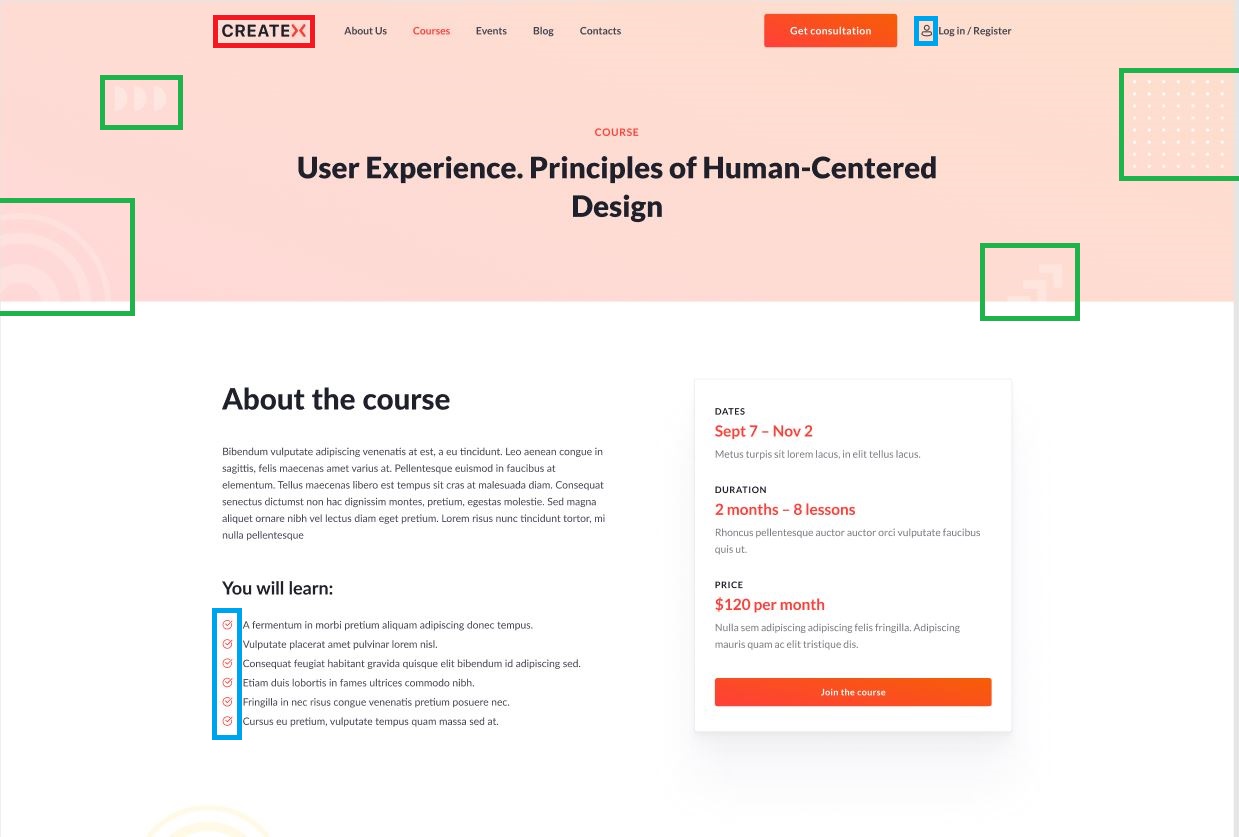 CREATEX
About Us
Courses
Events
Blog
Contacts
Get consultation
Log in / Register
COURSE
User Experience. Principles of Human-Centered
Design
About the course
Bibendum vulputate adipiscing venenatis at est, a eu tincidunt. Leo aenean congue in
sagittis, felis maecenas amet varius at. Pellentesque euismod in faucibus at
elementum. Tellus maecenas libero est tempus sit cras at malesuada diam. Consequat
senectus dictumst non hac dignissim montes, pretium, egestas molestie. Sed magna
aliquet ornare nibh vel lectus diam eget pretium. Lorem risus nunc tincidunt tortor, mi
nulla pellentesque
You will learn:
A fermentum in morbi pretium aliquam adipiscing donec tempus.
Vulputate placerat amet pulvinar lorem nisl.
Consequat feugiat habitant gravida quisque elit bibendum id adipiscing sed.
Etiam duis lobortis in fames ultrices commodo nibh.
Fringilla in nec risus congue venenatis pretium posuere nec.
Cursus eu pretium, vulputate tempus quam massa sed at.
DATES
Sept 7 – Nov 2
Metus turpis sit lorem lacus, in elit tellus lacus.
DURATION
2 months – 8 lessons
Rhoncus pellentesque auctor auctor orci vulputate faucibus
quis ut.
PRICE
$120 per month
Nulla sem adipiscing adipiscing felis fringilla. Adipiscing
mauris quam ac elit tristique dis.
Join the course